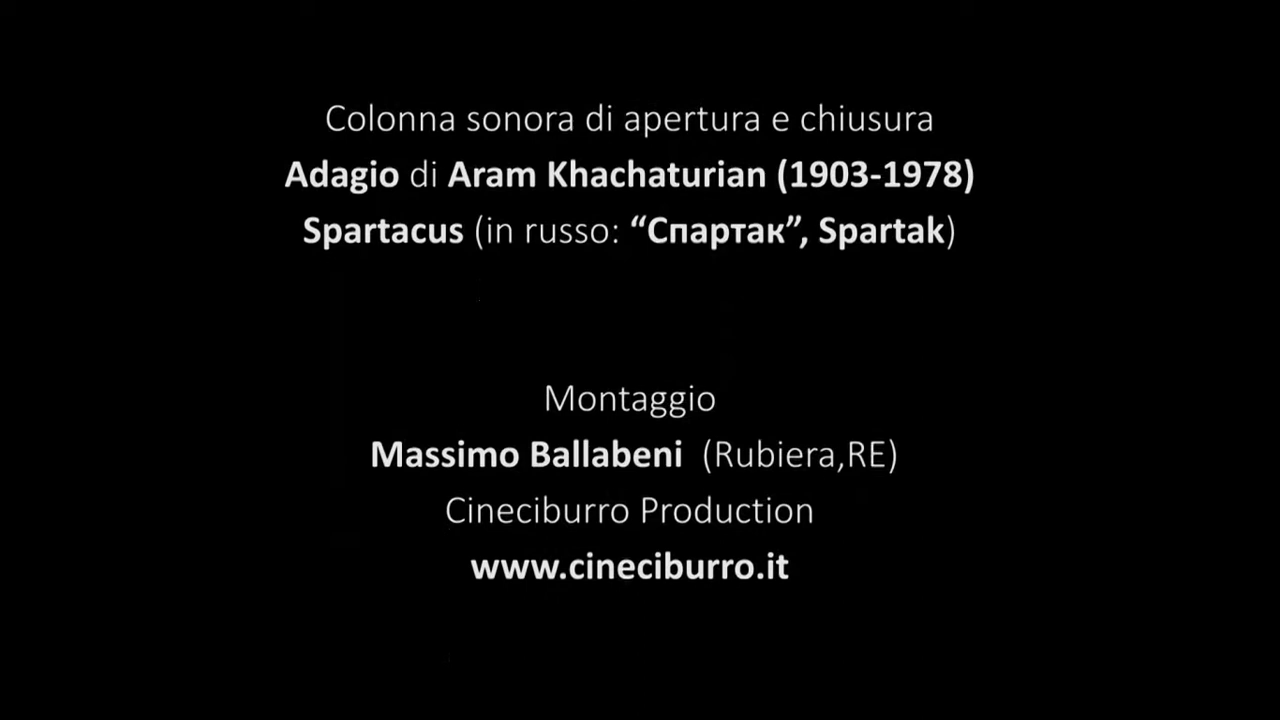 Colonna sonora di apertura e chiusura
Adagio di Aram Khachaturian (1903-1978)
Spartacus (in russo: “Спартак”, Spartak)
Montaggio
Massimo Ballabeni (Rubiera,RE)
Cineciburro Production
www.cineciburro.it